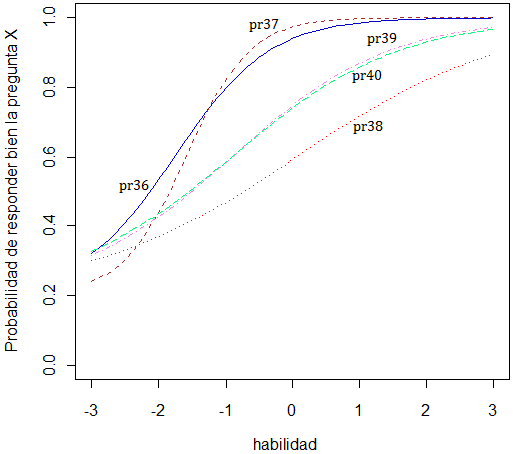 Probabilidad de responder bien la pregunta X
1.0
0.8
0.6
0.4
0.2
0.0
pr37
pr39
pr40
pr38
pr36
-3
-2
-1
0
1
2
3
habilidad